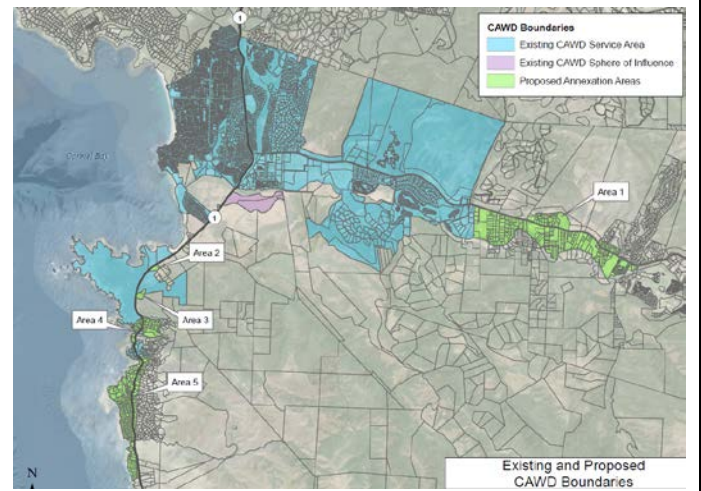 1
CAWD Boundaries
Existing CAWD Service Area
Existing CAWD Sphere of Influence
Proposed Annexation Areas
Carmel Bay
Area 1
1
Area 2
Area 4
Area 3
Area 5
N
Existing and Proposed
CAWD Boundaries